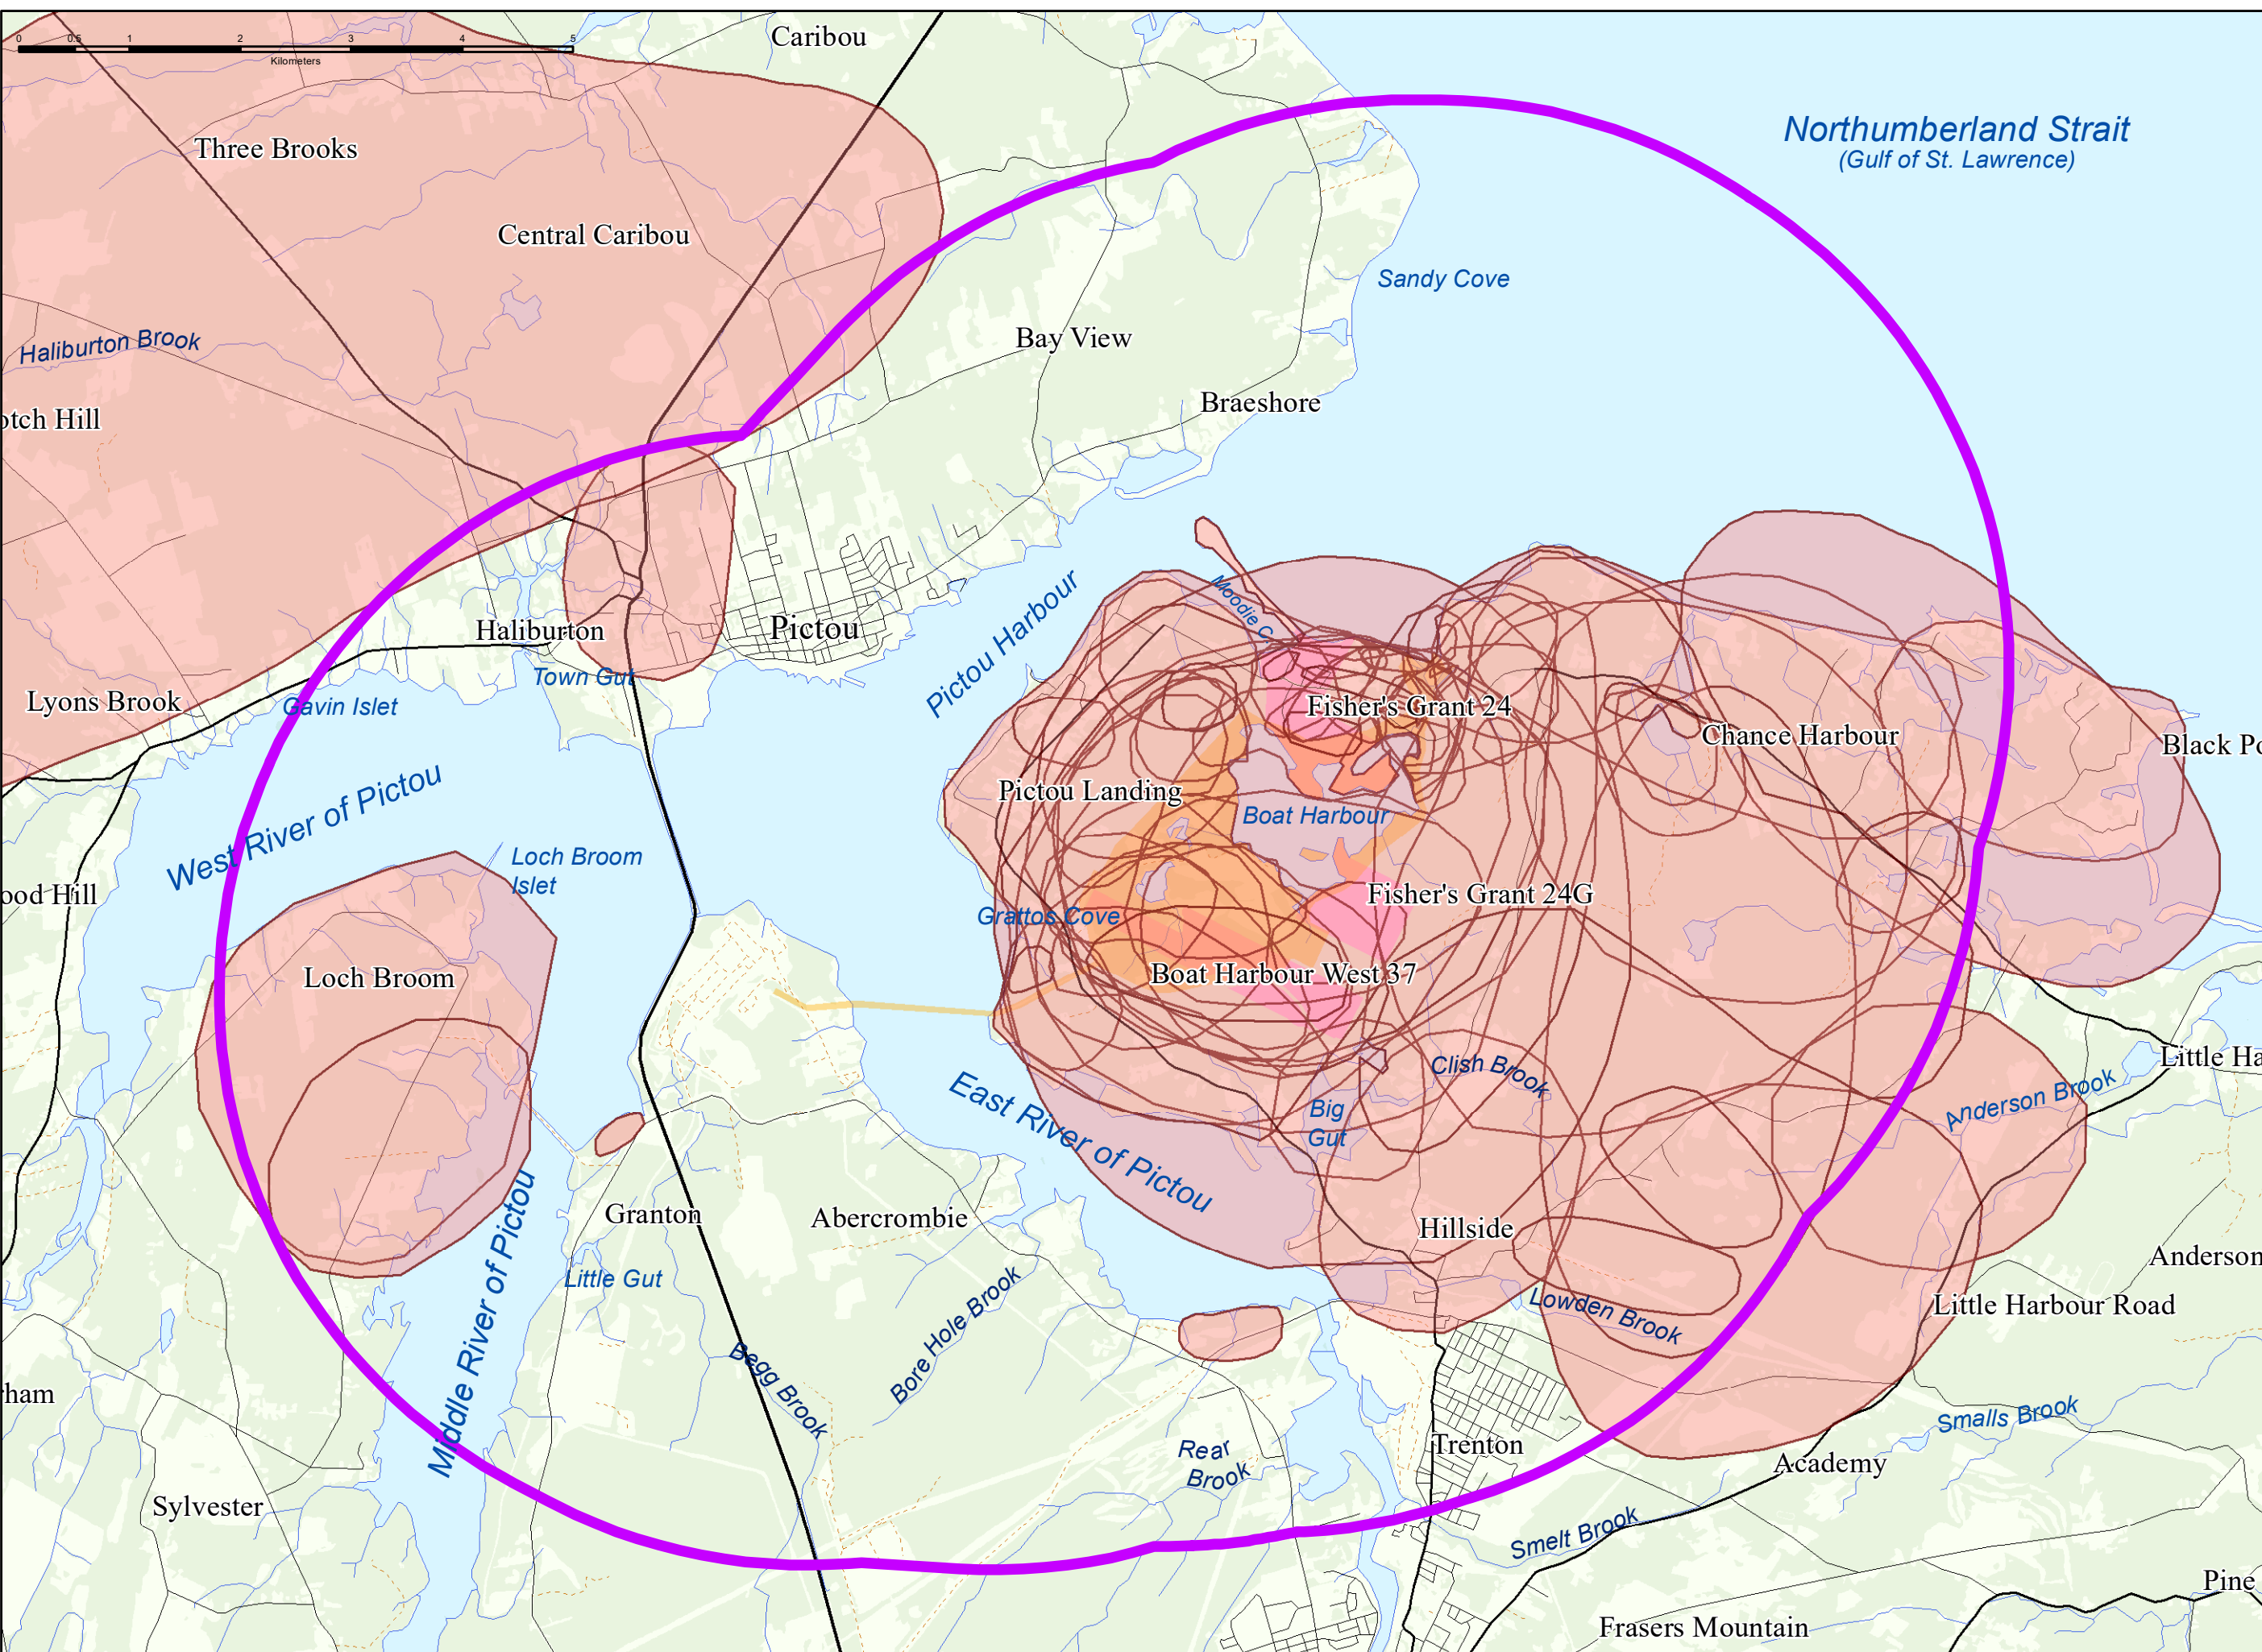 0 0.5 1 2 3 4 5
Kilometers
Caribou
Northumberland Strait
(Gulf of St. Lawrence)
Three Brooks
Central Caribou
Sandy Cove
Haliburton Brook
Bay View
Braeshore
otch Hill
Pictou Harbour
Moodie C
Haliburton
Pictou
Town Gut
Lyons Brook
Gavin Islet
Fisher's Grant 24
Chance Harbour
Black Po
Pictou Landing
Boat Harbour
West River of Pictou
Loch Broom
Islet
ood Hill
Fisher's Grant 24G
Grattos Cove
Loch Broom
Boat Harbour West 37
Clish Brook
Little Ha
Anderson Brook
Big
Gut
East River of Pictou
Granton
Abercrombie
Hillside
Anderson
Little Gut
Middle River of Pictou
Bore Hole Brook
Lowden Brook
Little Harbour Road
Begg Brook
rham
Smalls Brook
Rear
Brook
Trenton
Academy
Sylvester
Smelt Brook
Pine
Frasers Mountain